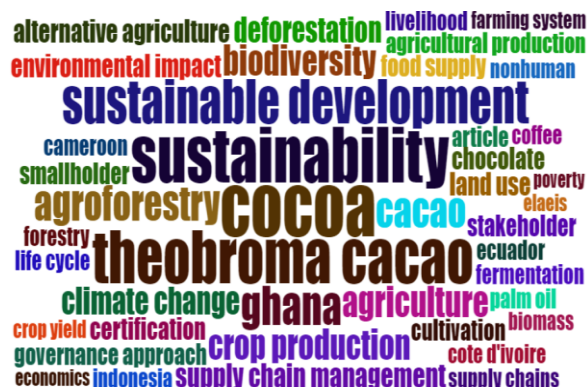 alternative agriculture deforestation livelihood farming system
agricultural production
environmental impact biodiversity food supply nonhuman
sustainable development
cameroon sustainability article coffee
smallholder chocolate
agroforestry cocoa cacao land use poverty
elaeis
stakeholder
forestry theobroma cacao ecuador
life cycle fermentation
climate change ghana agriculture palm oil
biomass
crop yield certification crop production cultivation
governance approach cote d'ivoire
economics indonesia supply chain management supply chains